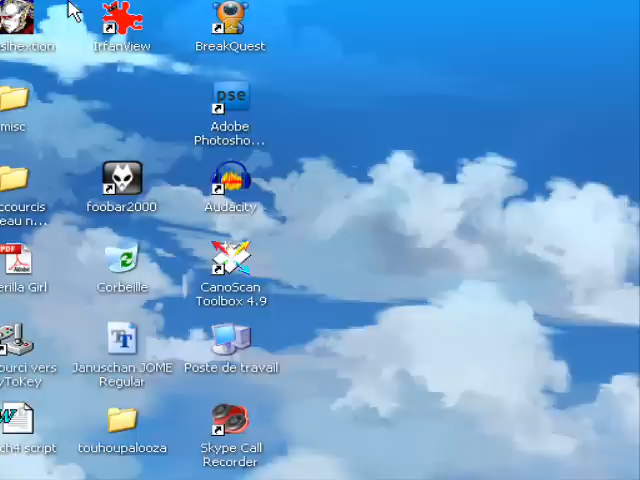 slhextion
IrfanView
BreakQuest
misc
pse
Adobe
Photosho...
ccourcis
eau n...
foobar2000
Audacity
PDF
Adobe
erilla Girl
Corbeille
CanoScan
Toolbox 4.9
ourci vers
yToKey
Januschan JOME
Regular
Poste de travail
W
ch4 script
touhoupalooza
Skype Call
Recorder